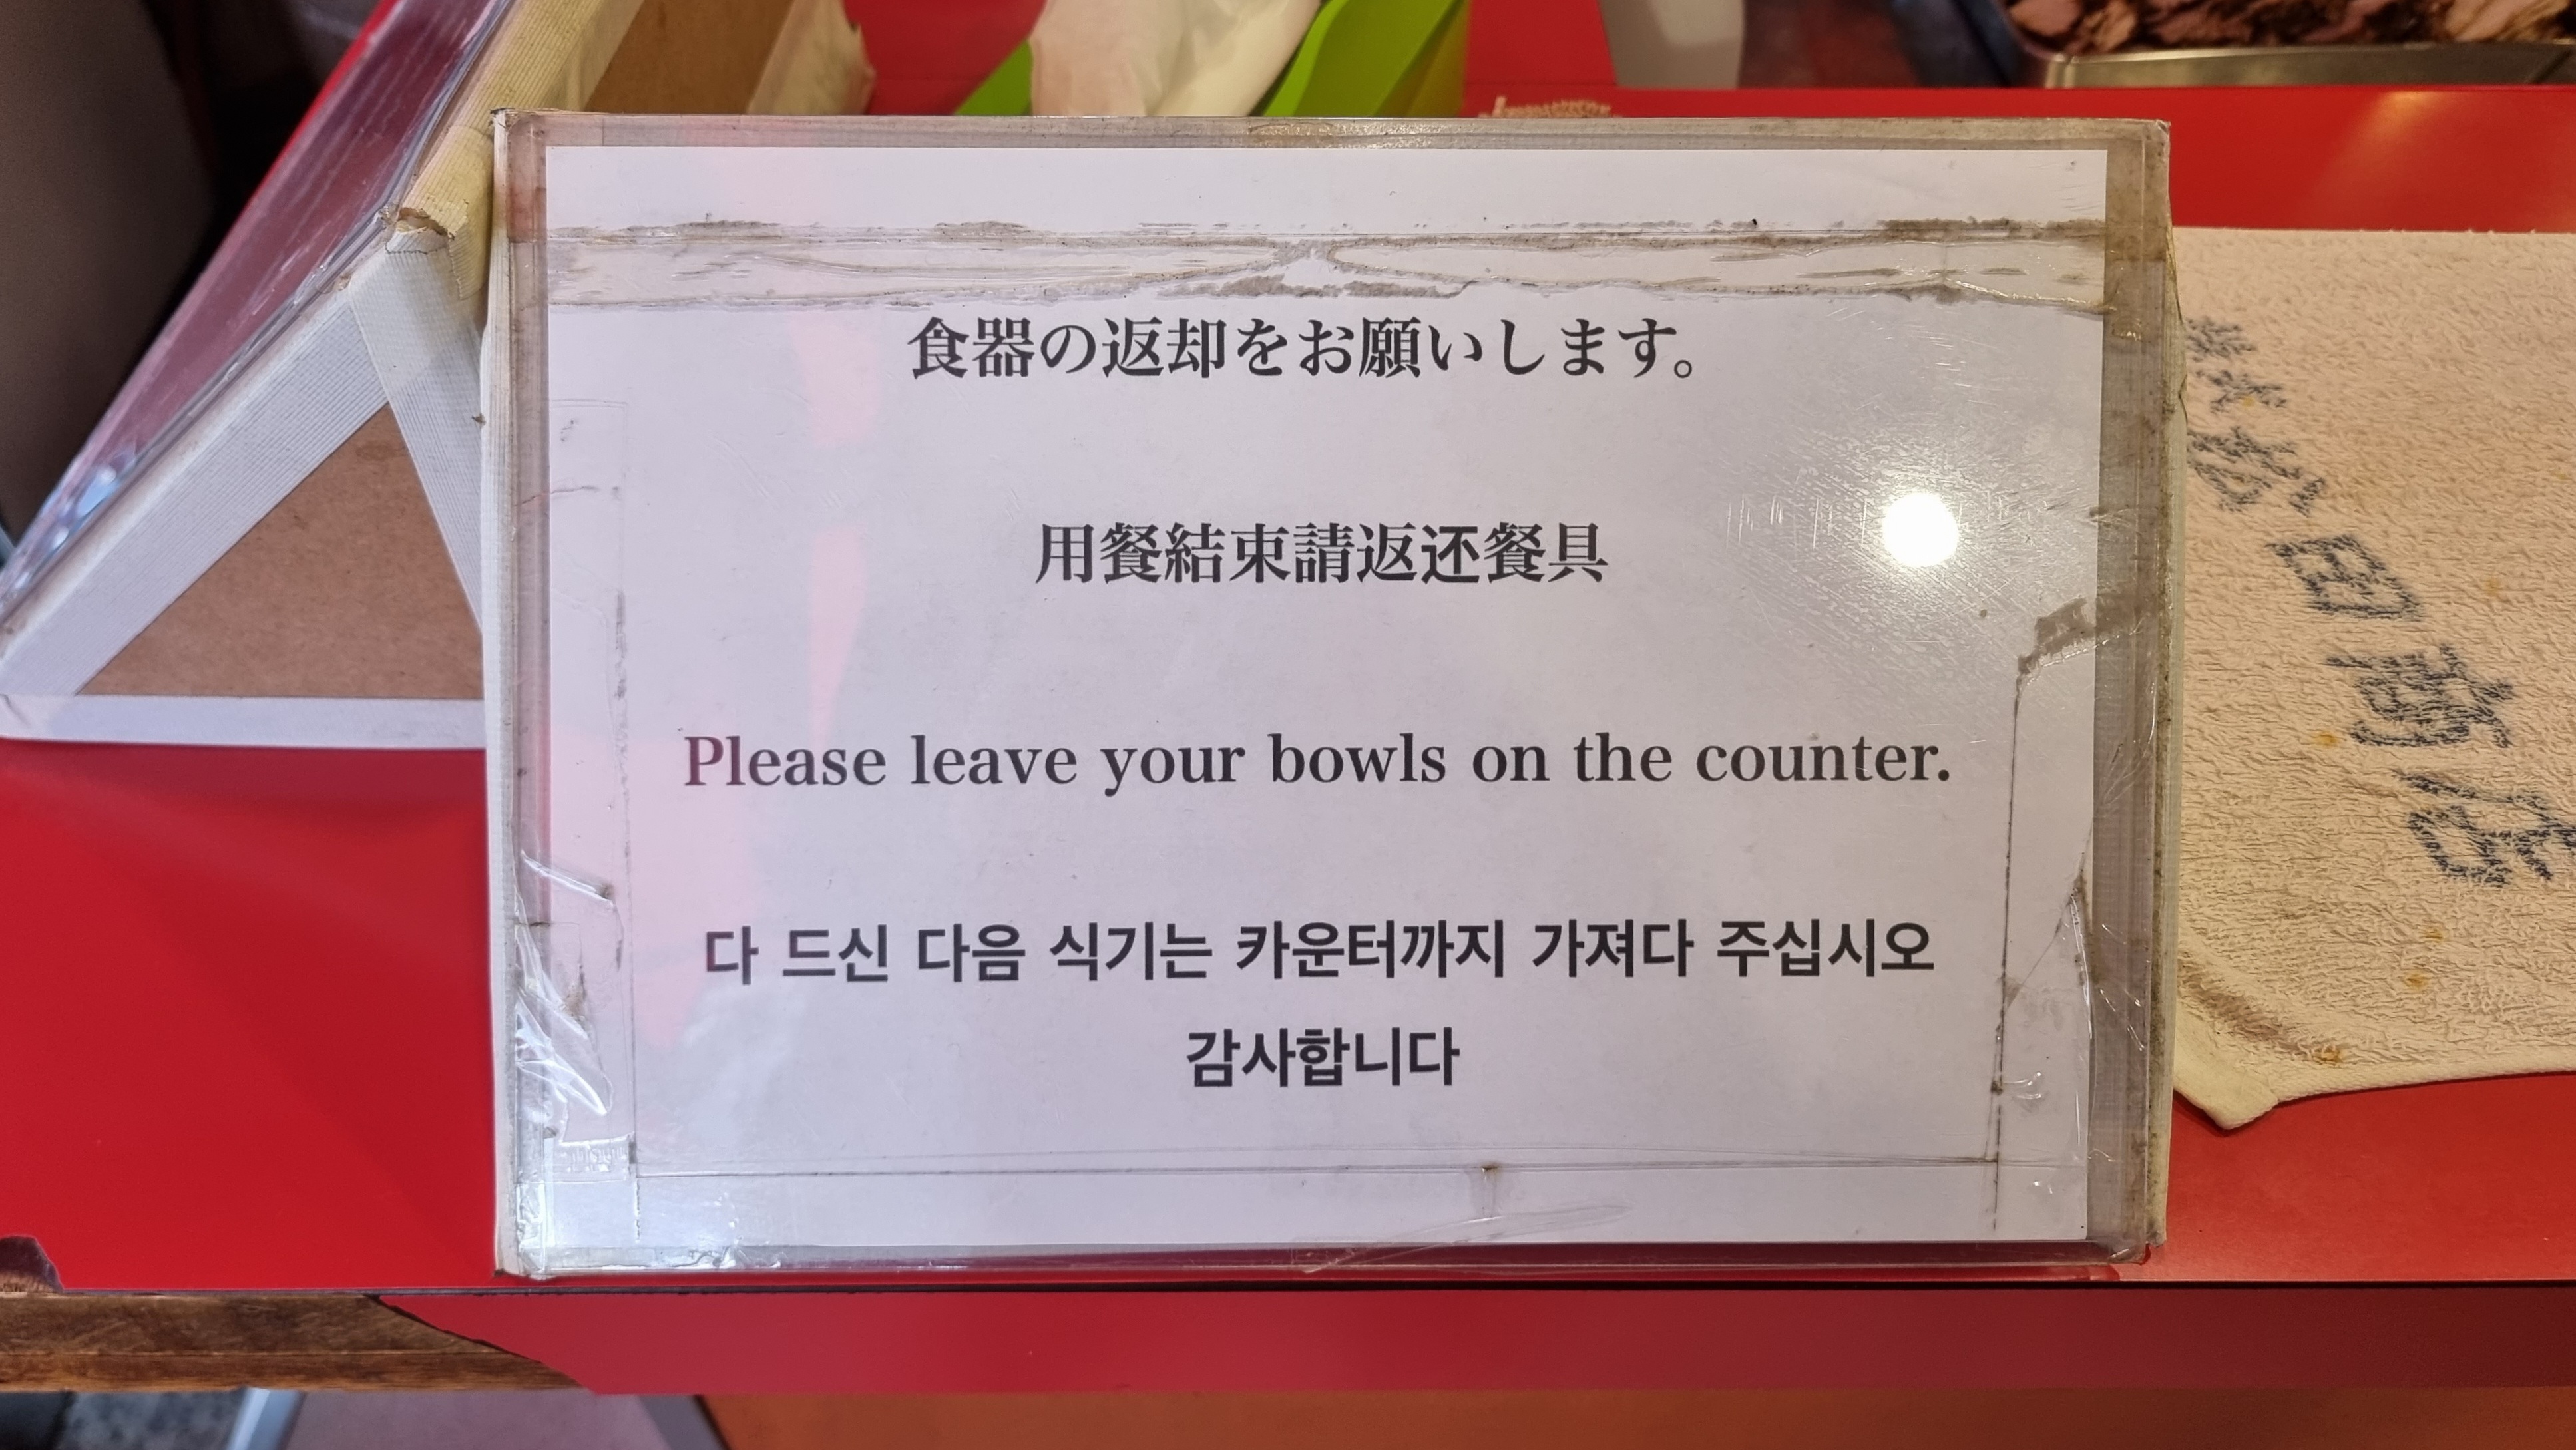 食器の返却をお願いします。
用餐結束請返还餐具
Please leave your bowls on the counter.
다 드신 다음 식기는 카운터까지 가져다 주십시오
감사합니다